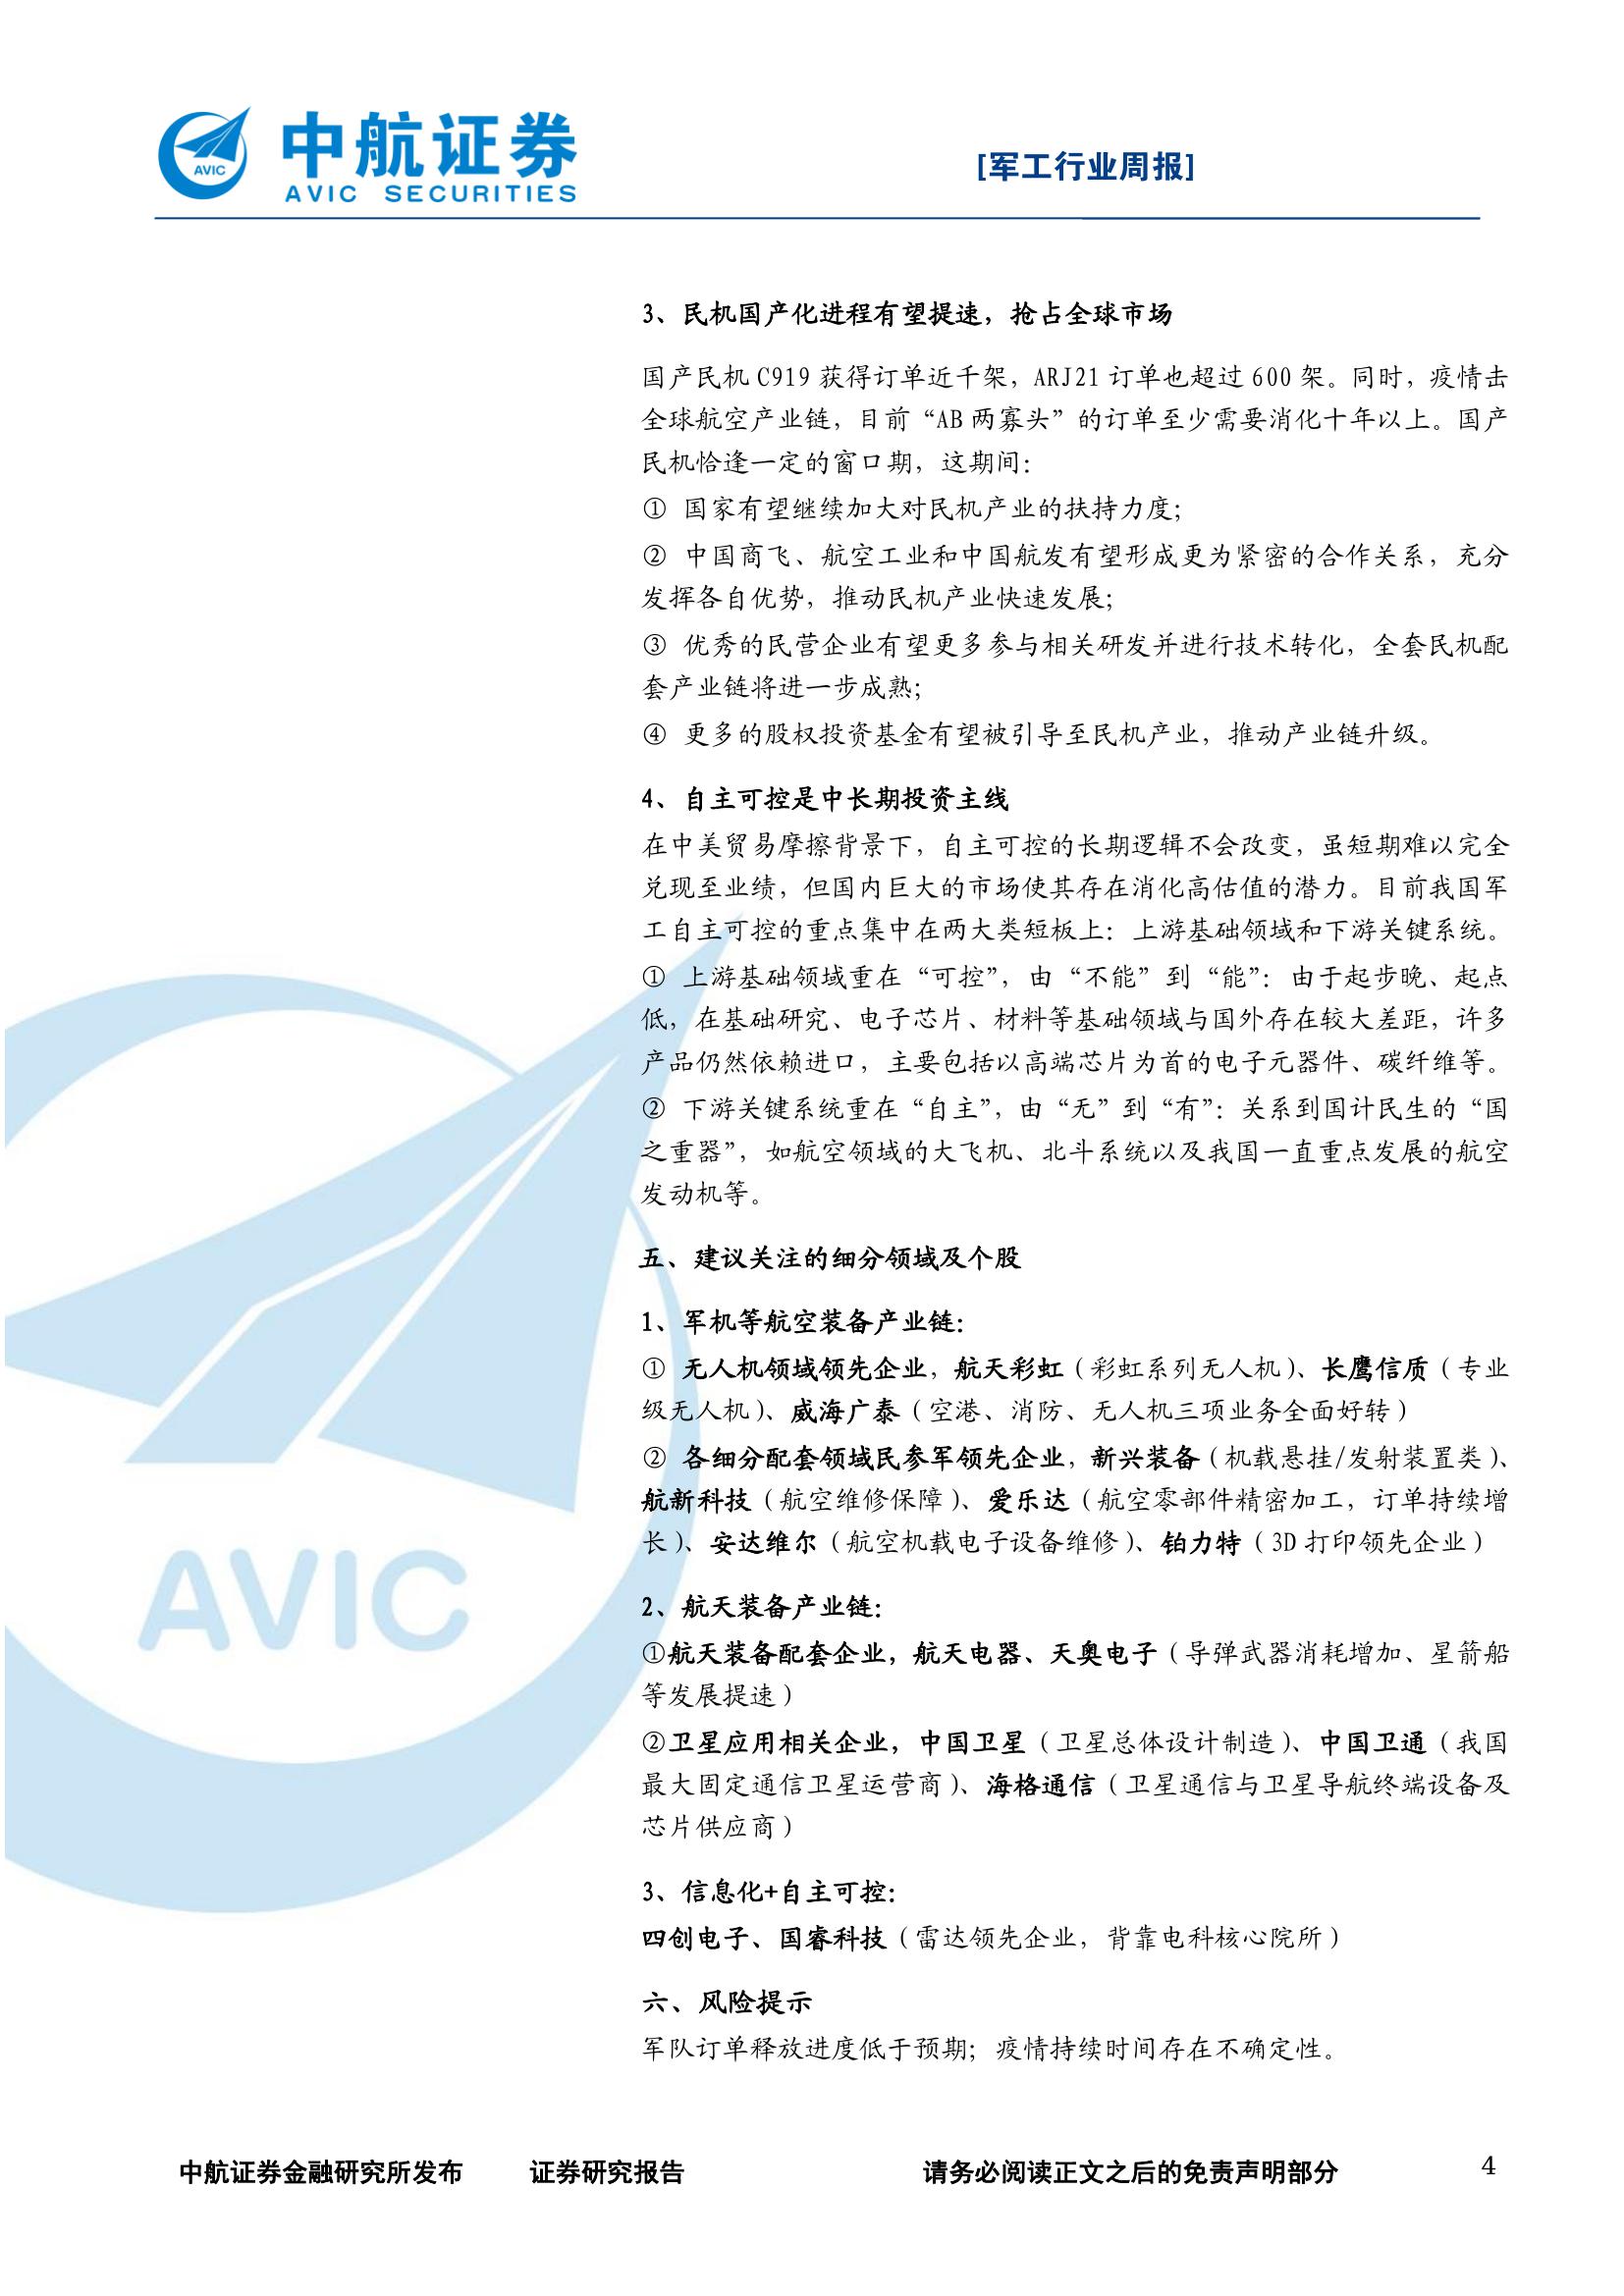 中航证券
AVIC
AVIC SECURITIES
[军工行业周报]
3、民机国产化进程有望提速，抢占全球市场
国产民机 C919 获得订单近千架，ARJ21 订单也超过 600 架。同时，疫情击
全球航空产业链，目前“AB 两寡头”的订单至少需要消化十年以上。国产
民机恰逢一定的窗口期，这期间：
① 国家有望继续加大对民机产业的扶持力度；
② 中国商飞、航空工业和中国航发有望形成更为紧密的合作关系，充分
发挥各自优势，推动民机产业快速发展；
③ 优秀的民营企业有望更多参与相关研发并进行技术转化，全套民机配
套产业链将进一步成熟；
④ 更多的股权投资基金有望被引导至民机产业，推动产业链升级。
4、自主可控是中长期投资主线
在中美贸易摩擦背景下，自主可控的长期逻辑不会改变，虽短期难以完全
兑现至业绩，但国内巨大的市场使其存在消化高估值的潜力。目前我国军
工自主可控的重点集中在两大类短板上：上游基础领域和下游关键系统。
① 上游基础领域重在“可控”，由“不能”到“能”：由于起步晚、起点
低，在基础研究、电子芯片、材料等基础领域与国外存在较大差距，许多
产品仍然依赖进口，主要包括以高端芯片为首的电子元器件、碳纤维等。
② 下游关键系统重在“自主”，由“无”到“有”：关系到国计民生的“国
之重器”，如航空领域的大飞机、北斗系统以及我国一直重点发展的航空
发动机等。
五、建议关注的细分领域及个股
1、军机等航空装备产业链：
① 无人机领域领先企业，航天彩虹（彩虹系列无人机）、长鹰信质（专业
级无人机）、威海广泰（空港、消防、无人机三项业务全面好转）
② 各细分配套领域民参军领先企业，新兴装备（机载悬挂/发射装置类）、
航新科技（航空维修保障）、爱乐达（航空零部件精密加工，订单持续增
长）、安达维尔（航空机载电子设备维修）、铂力特（3D 打印领先企业）
2、航天装备产业链：
①航天装备配套企业，航天电器、天奥电子（导弹武器消耗增加、星箭船
等发展提速）
②卫星应用相关企业，中国卫星（卫星总体设计制造）、中国卫通（我国
最大固定通信卫星运营商）、海格通信（卫星通信与卫星导航终端设备及
芯片供应商）
3、信息化+自主可控：
四创电子、国睿科技（雷达领先企业，背靠电科核心院所）
六、风险提示
军队订单释放进度低于预期；疫情持续时间存在不确定性。
AVIC
中航证券金融研究所发布 证券研究报告 请务必阅读正文之后的免责声明部分 4